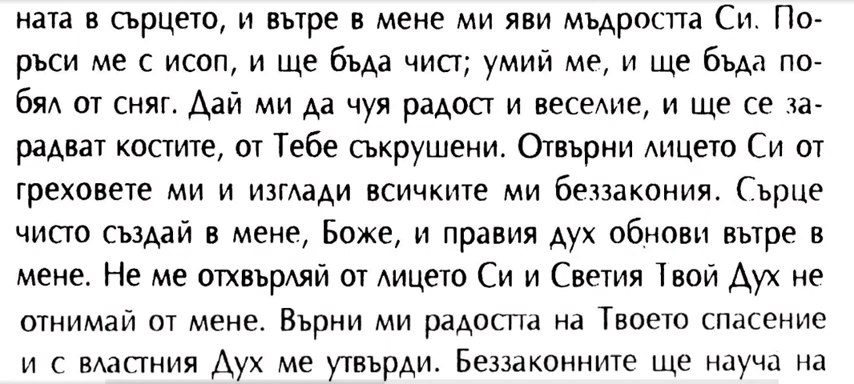 ната в сърцето, и вътре в мене ми яви мъдростта Си. По-
ръси ме с исоп, и ще бъда чист; умий ме, и ще бъда по-
бял от сняг. Дай ми да чуя радост и веселие, и ще се за-
радват костите, от Тебе съкрушени. Отвърни лицето Си от
греховете ми и изглади всичките ми беззакония. Сърце
чисто създай в мене, Боже, и правия дух обнови вътре в
мене. Не ме отхвърляй от лицето Си и Светия Твой Дух не
отнимай от мене. Върни ми радостта на Твоето спасение
и с властния Дух ме утвърди. Беззаконните ще науча на